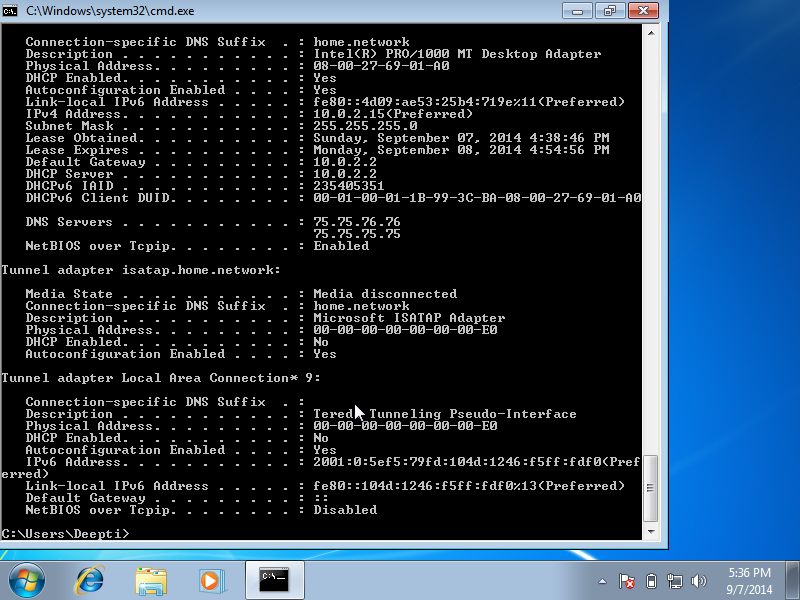 C:\Windows\system32\cmd.exe
Connection-specific DNS Suffix  . : home.network
Description . . . . . . . . . . . : Intel(R) PRO/1000 MT Desktop Adapter
Physical Address. . . . . . . . . : 08-00-27-69-01-A0
DHCP Enabled. . . . . . . . . . . : Yes
Autoconfiguration Enabled . . . . : Yes
Link-local IPv6 Address . . . . . : fe80::4d09:ae53:25b4:719e%11(Preferred)
IPv4 Address. . . . . . . . . . . : 10.0.2.15(Preferred)
Subnet Mask . . . . . . . . . . . : 255.255.255.0
Lease Obtained. . . . . . . . . . : Sunday, September 07, 2014 4:38:46 PM
Lease Expires . . . . . . . . . . : Monday, September 08, 2014 4:54:56 PM
Default Gateway . . . . . . . . . : 10.0.2.2
DHCP Server . . . . . . . . . . . : 10.0.2.2
DHCPv6 IAID . . . . . . . . . . . : 235405351
DHCPv6 Client DUID. . . . . . . . : 00-01-00-01-1B-99-3C-BA-08-00-27-69-01-A0
DNS Servers . . . . . . . . . . . : 75.75.76.76
75.75.75.75
NetBIOS over Tcpip. . . . . . . . : Enabled
Tunnel adapter isatap.home.network:
Media State . . . . . . . . . . . : Media disconnected
Connection-specific DNS Suffix  . : home.network
Description . . . . . . . . . . . : Microsoft ISATAP Adapter
Physical Address. . . . . . . . . : 00-00-00-00-00-00-00-E0
DHCP Enabled. . . . . . . . . . . : No
Autoconfiguration Enabled . . . . : Yes
Tunnel adapter Local Area Connection* 9:
Connection-specific DNS Suffix  . :
Description . . . . . . . . . . . : Teredo Tunneling Pseudo-Interface
Physical Address. . . . . . . . . : 00-00-00-00-00-00-00-E0
DHCP Enabled. . . . . . . . . . . : No
Autoconfiguration Enabled . . . . : Yes
IPv6 Address. . . . . . . . . . . : 2001:0:5ef5:79fd:104d:1246:f5ff:fdf0(Pref
erred)
Link-local IPv6 Address . . . . . : fe80::104d:1246:f5ff:fdf0%13(Preferred)
Default Gateway . . . . . . . . . : ::
NetBIOS over Tcpip. . . . . . . . : Disabled
C:\Users\Deepti>
5:36 PM
9/7/2014